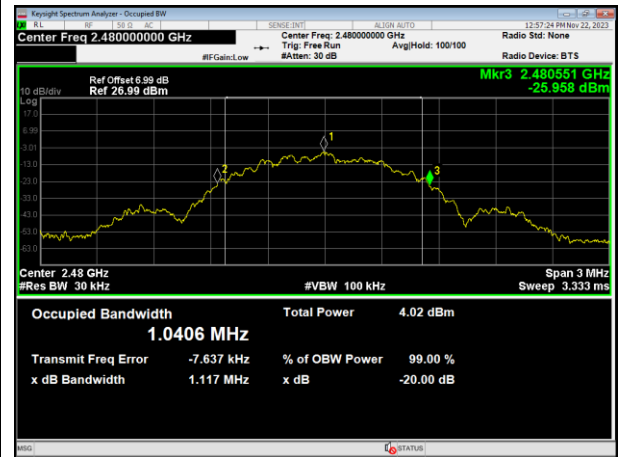 Keysight Spectrum Analyzer - Occupied BW
RL RF 50 Ω AC SENSE:INT ALIGN AUTO 12:57:24 PM Nov 22, 2023
Center Freq 2.480000000 GHz Center Freq: 2.480000000 GHz Radio Std: None
Trig: Free Run Avg|Hold: 100/100
#IFGain:Low #Atten: 30 dB Radio Device: BTS
Mkr3 2.480551 GHz
-25.958 dBm
Ref Offset 6.99 dB
10 dB/div Ref 26.99 dBm
Log
17.0
6.99
-3.01
-13.0
-23.0
-33.0
-43.0
-53.0
-63.0
1
2
3
Center 2.48 GHz Span 3 MHz
#Res BW 30 kHz #VBW 100 kHz Sweep 3.333 ms
Occupied Bandwidth Total Power 4.02 dBm
1.0406 MHz
Transmit Freq Error -7.637 kHz % of OBW Power 99.00 %
x dB Bandwidth 1.117 MHz x dB -20.00 dB
MSG STATUS